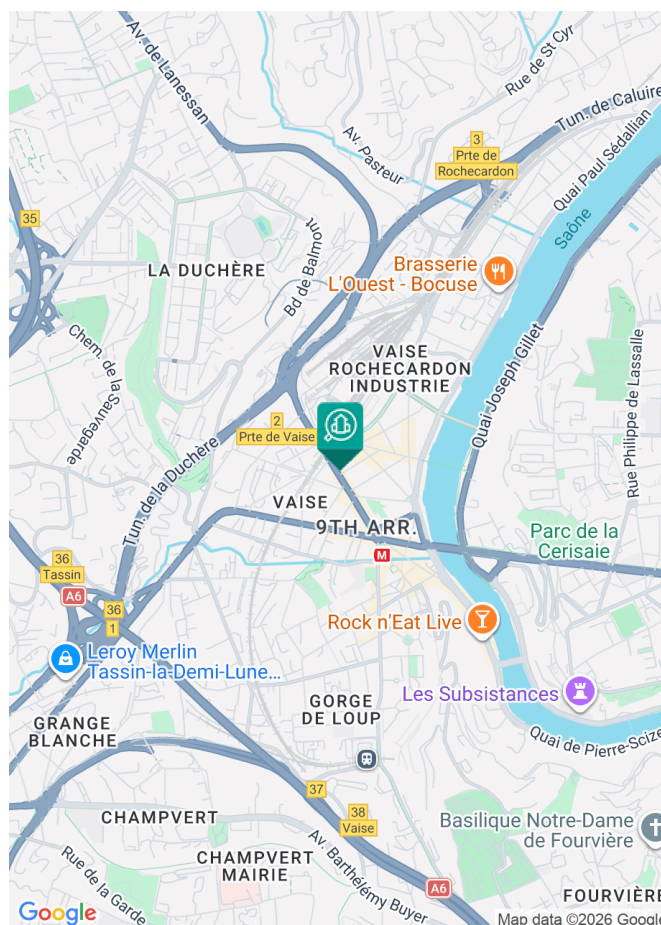 Av. de Lanessan
Rue de St Cyr
Tun. de Caluire
Av. Pasteur
3
Prte de
Rochecardon
Quai Paul Sédallian
Saône
35
LA DUCHÈRE
Bd de Balmont
Brasserie
L'Ouest - Bocuse
Chem. de la Sauvegarde
VAISE
ROCHECARDON
INDUSTRIE
Quai Joseph Gillet
Rue Philippe de Lassalle
2
Prte de Vaise
Tun. de la Duchère
VAISE
9TH ARR.
M
Parc de la
Cerisaie
36
Tassin
A6
36
1
Rock n'Eat Live
Leroy Merlin
Tassin-la-Demi-Lune...
Les Subsistances
GORGE
DE LOUP
GRANGE
BLANCHE
Quai de Pierre-Scize
37
38
Vaise
CHAMPVERT
Basilique Notre-Dame
de Fourvière
Av. Barthélémy Buyer
CHAMPVERT
MAIRIE
Rue de la Garde
A6
FOURVIÈRE
Google
Map data ©2026 Google